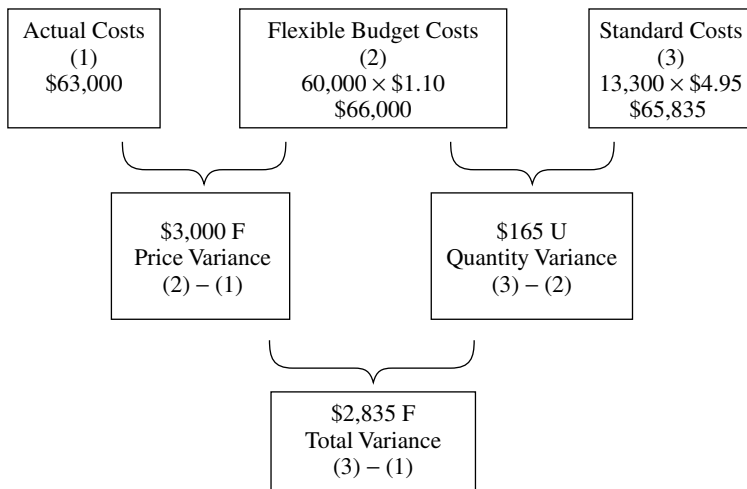 Actual Costs
(1)
$63,000
Flexible Budget Costs
(2)
60,000 × $1.10
$66,000
Standard Costs
(3)
13,300 × $4.95
$65,835
$3,000 F
Price Variance
(2) − (1)
$165 U
Quantity Variance
(3) − (2)
$2,835 F
Total Variance
(3) − (1)